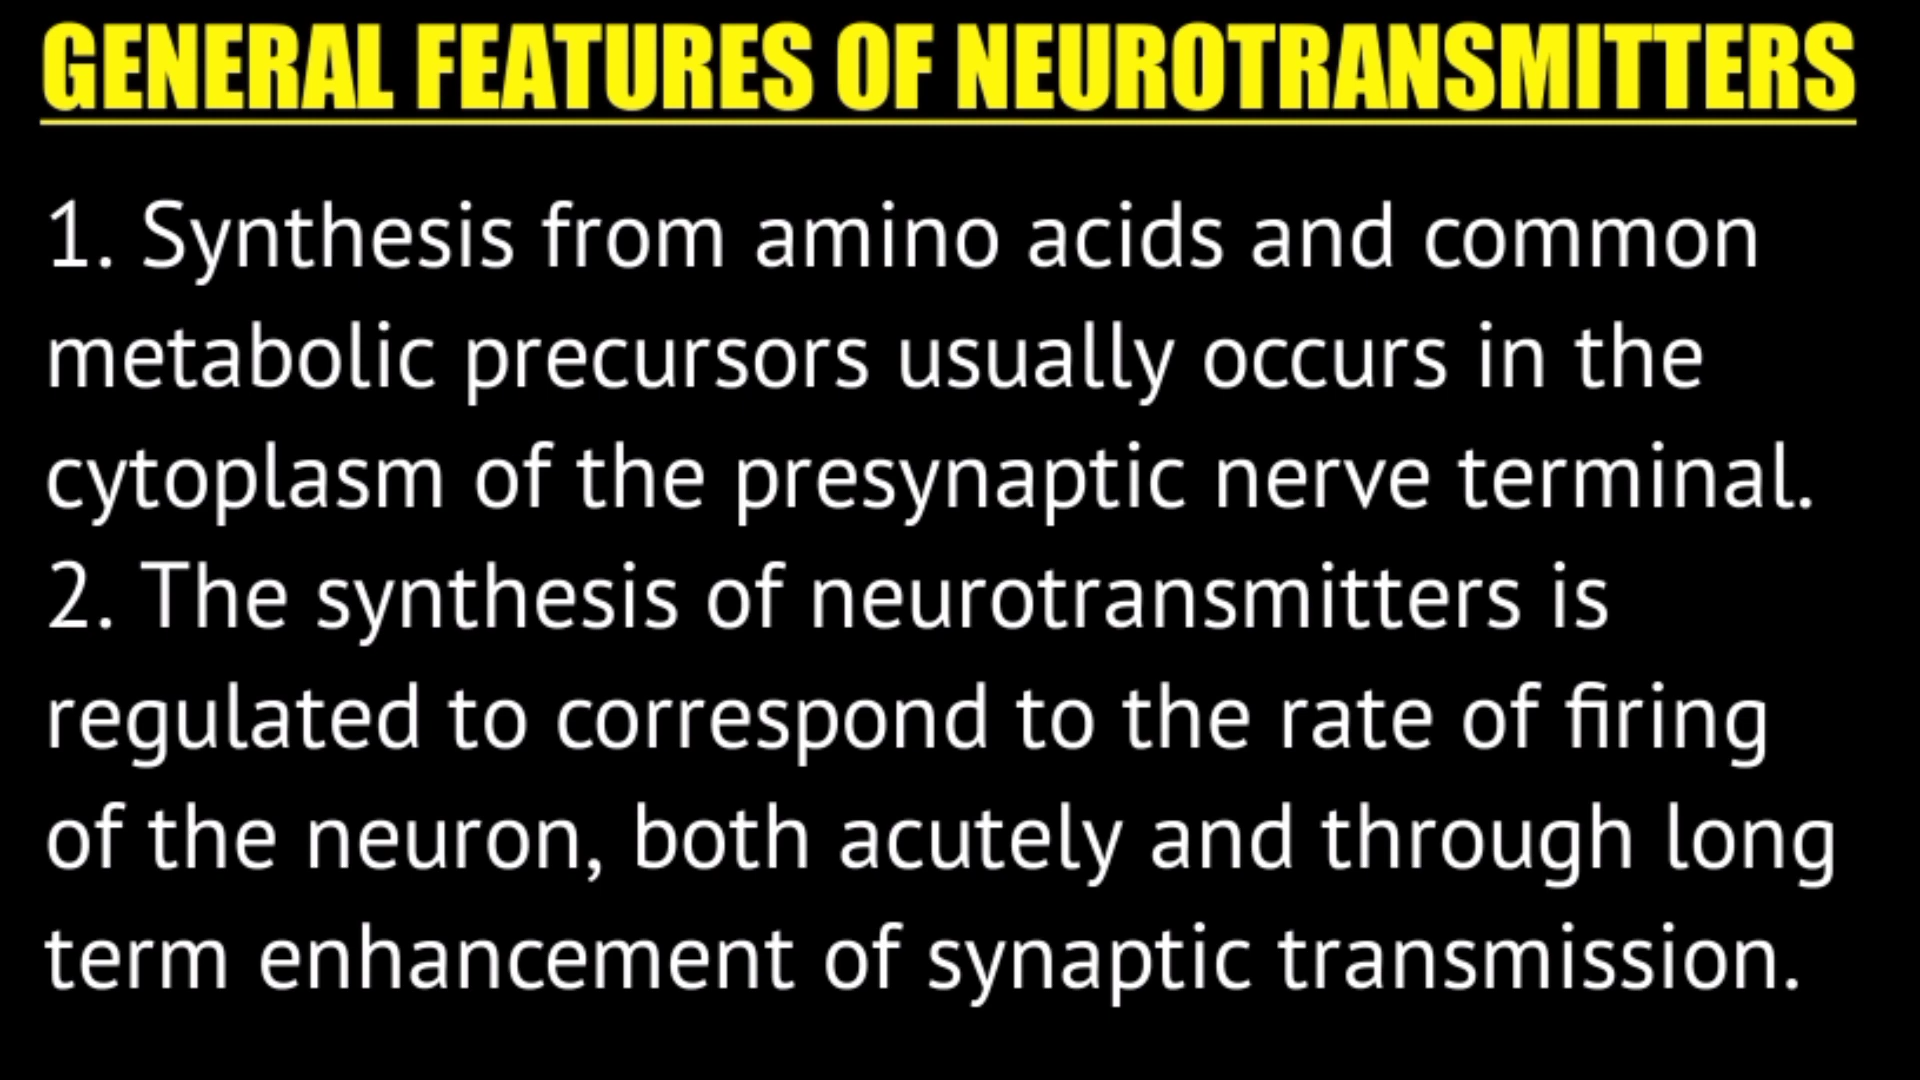 GENERAL FEATURES OF NEUROTRANSMITTERS
1. Synthesis from amino acids and common
metabolic precursors usually occurs in the
cytoplasm of the presynaptic nerve terminal.
2. The synthesis of neurotransmitters is
regulated to correspond to the rate of firing
of the neuron, both acutely and through long
term enhancement of synaptic transmission.